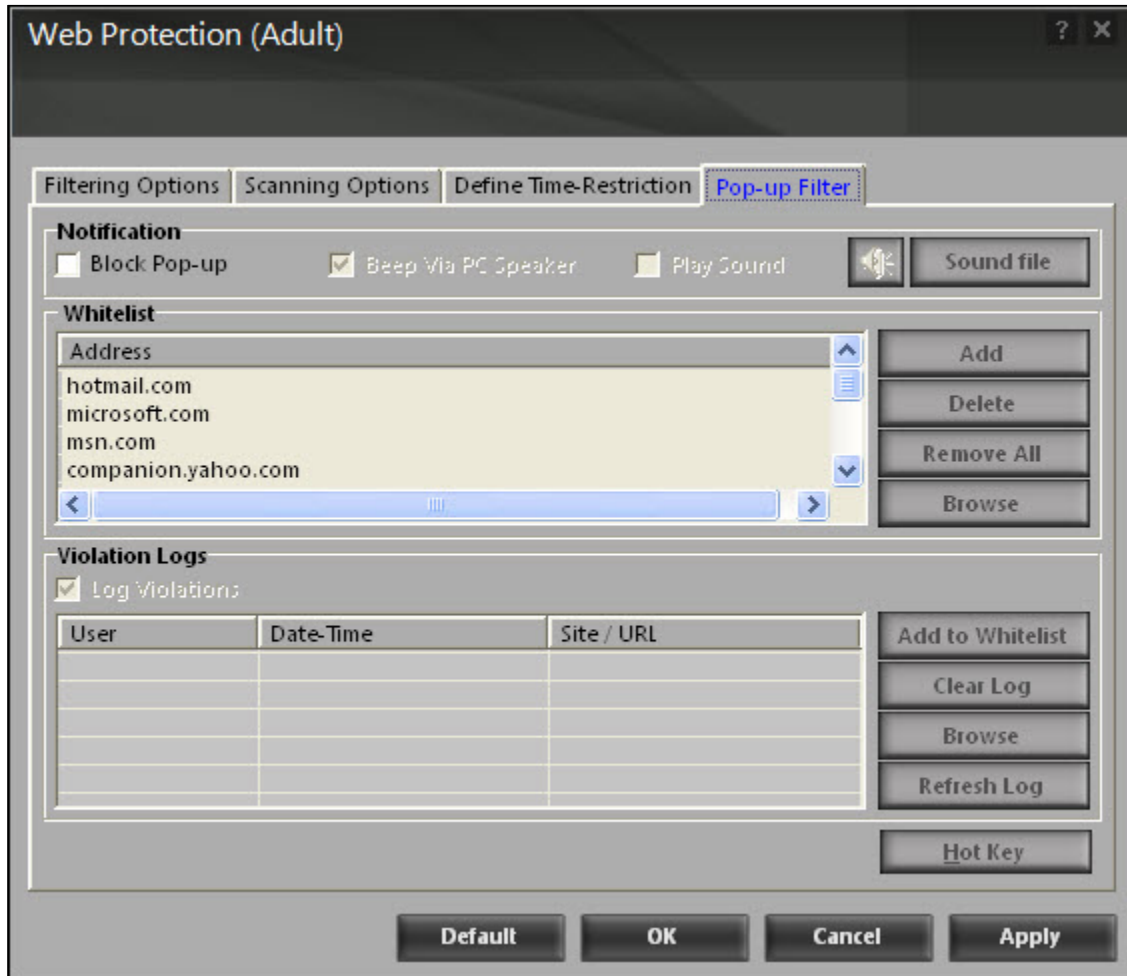 Web Protection (Adult)
? X
Filtering Options Scanning Options Define Time-Restriction Pop-up Filter
Notification
Block Pop-up Beep Via PC Speaker Play Sound Sound file
Whitelist
Address
hotmail.com
microsoft.com
msn.com
companion.yahoo.com
Add
Delete
Remove All
Browse
Violation Logs
Log Violations
User Date-Time Site / URL
Add to Whitelist
Clear Log
Browse
Refresh Log
Hot Key
Default OK Cancel Apply